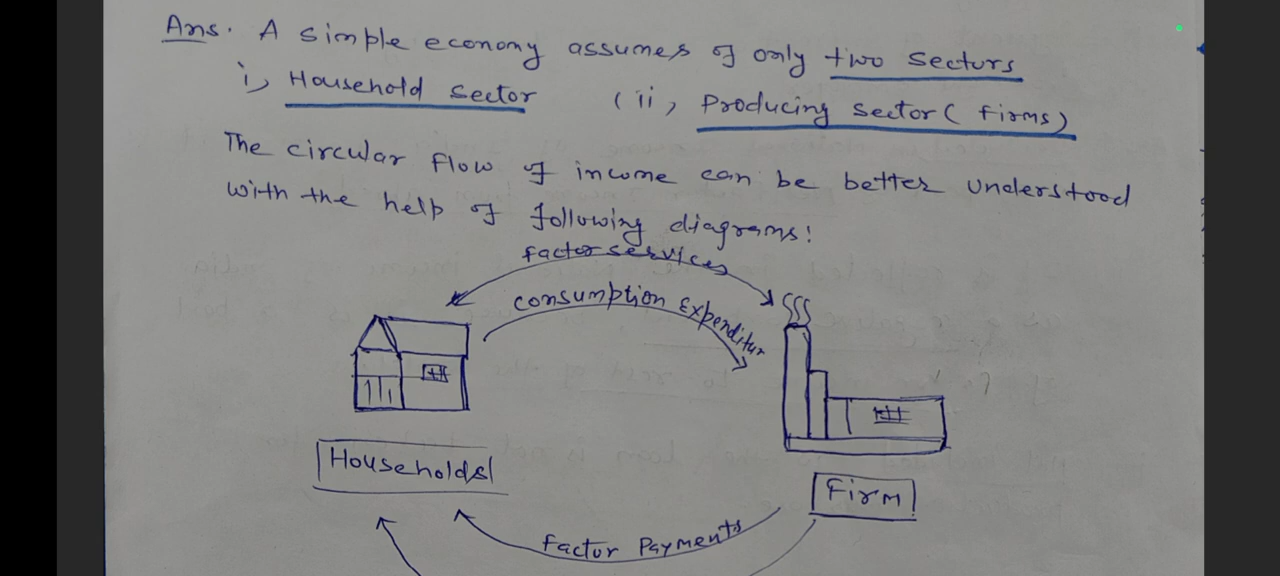 Ans. A simple economy assumes of only two sectors
i) Household sector (ii) Producing sector (firms)
The circular flow of income can be better understood
with the help of following diagrams:
factor services
Consumption Expenditur
Households
Firm
factor Payments